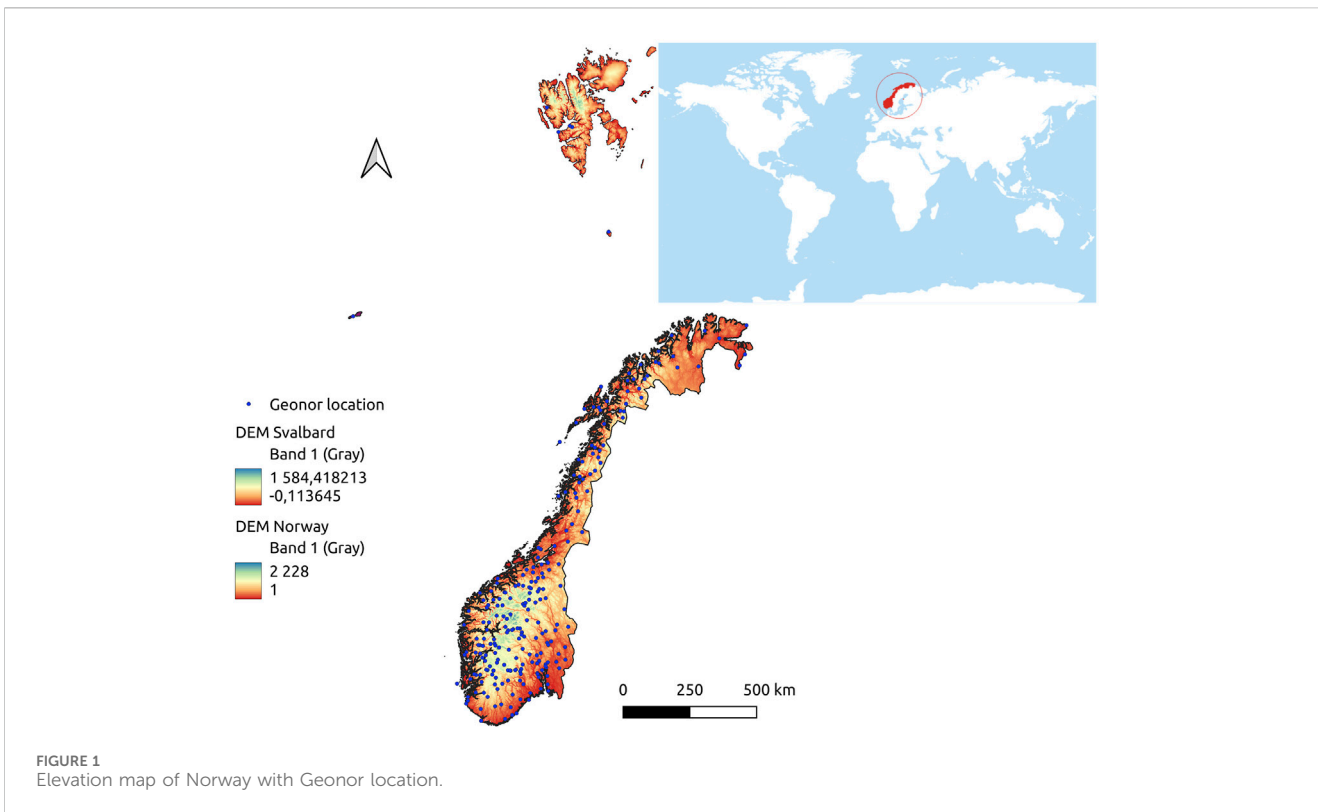 Geonor location
DEM Svalbard
Band 1 (Gray)
1 584,418213
-0,113645
DEM Norway
Band 1 (Gray)
2 228
1
0 250 500 km
FIGURE 1
Elevation map of Norway with Geonor location.